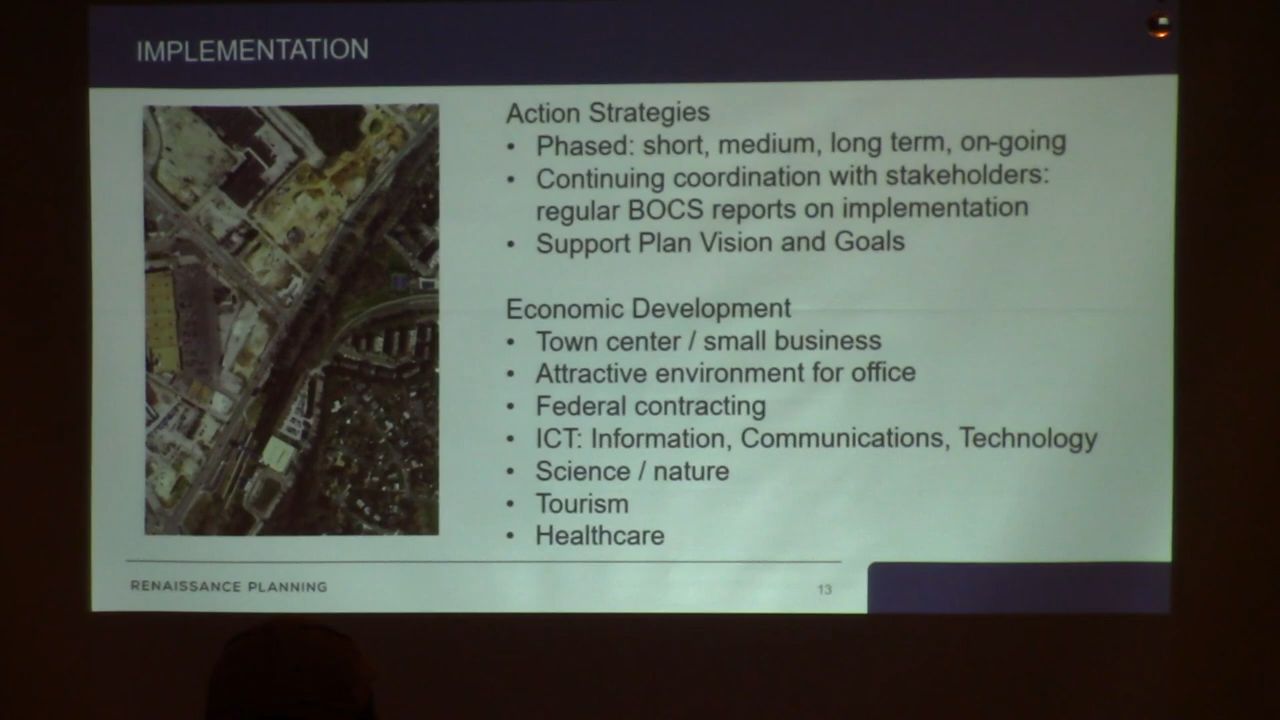 IMPLEMENTATION
Action Strategies
• Phased: short, medium, long term, on-going
• Continuing coordination with stakeholders:
regular BOCS reports on implementation
• Support Plan Vision and Goals
Economic Development
• Town center / small business
• Attractive environment for office
• Federal contracting
• ICT: Information, Communications, Technology
• Science / nature
• Tourism
• Healthcare
RENAISSANCE PLANNING
13